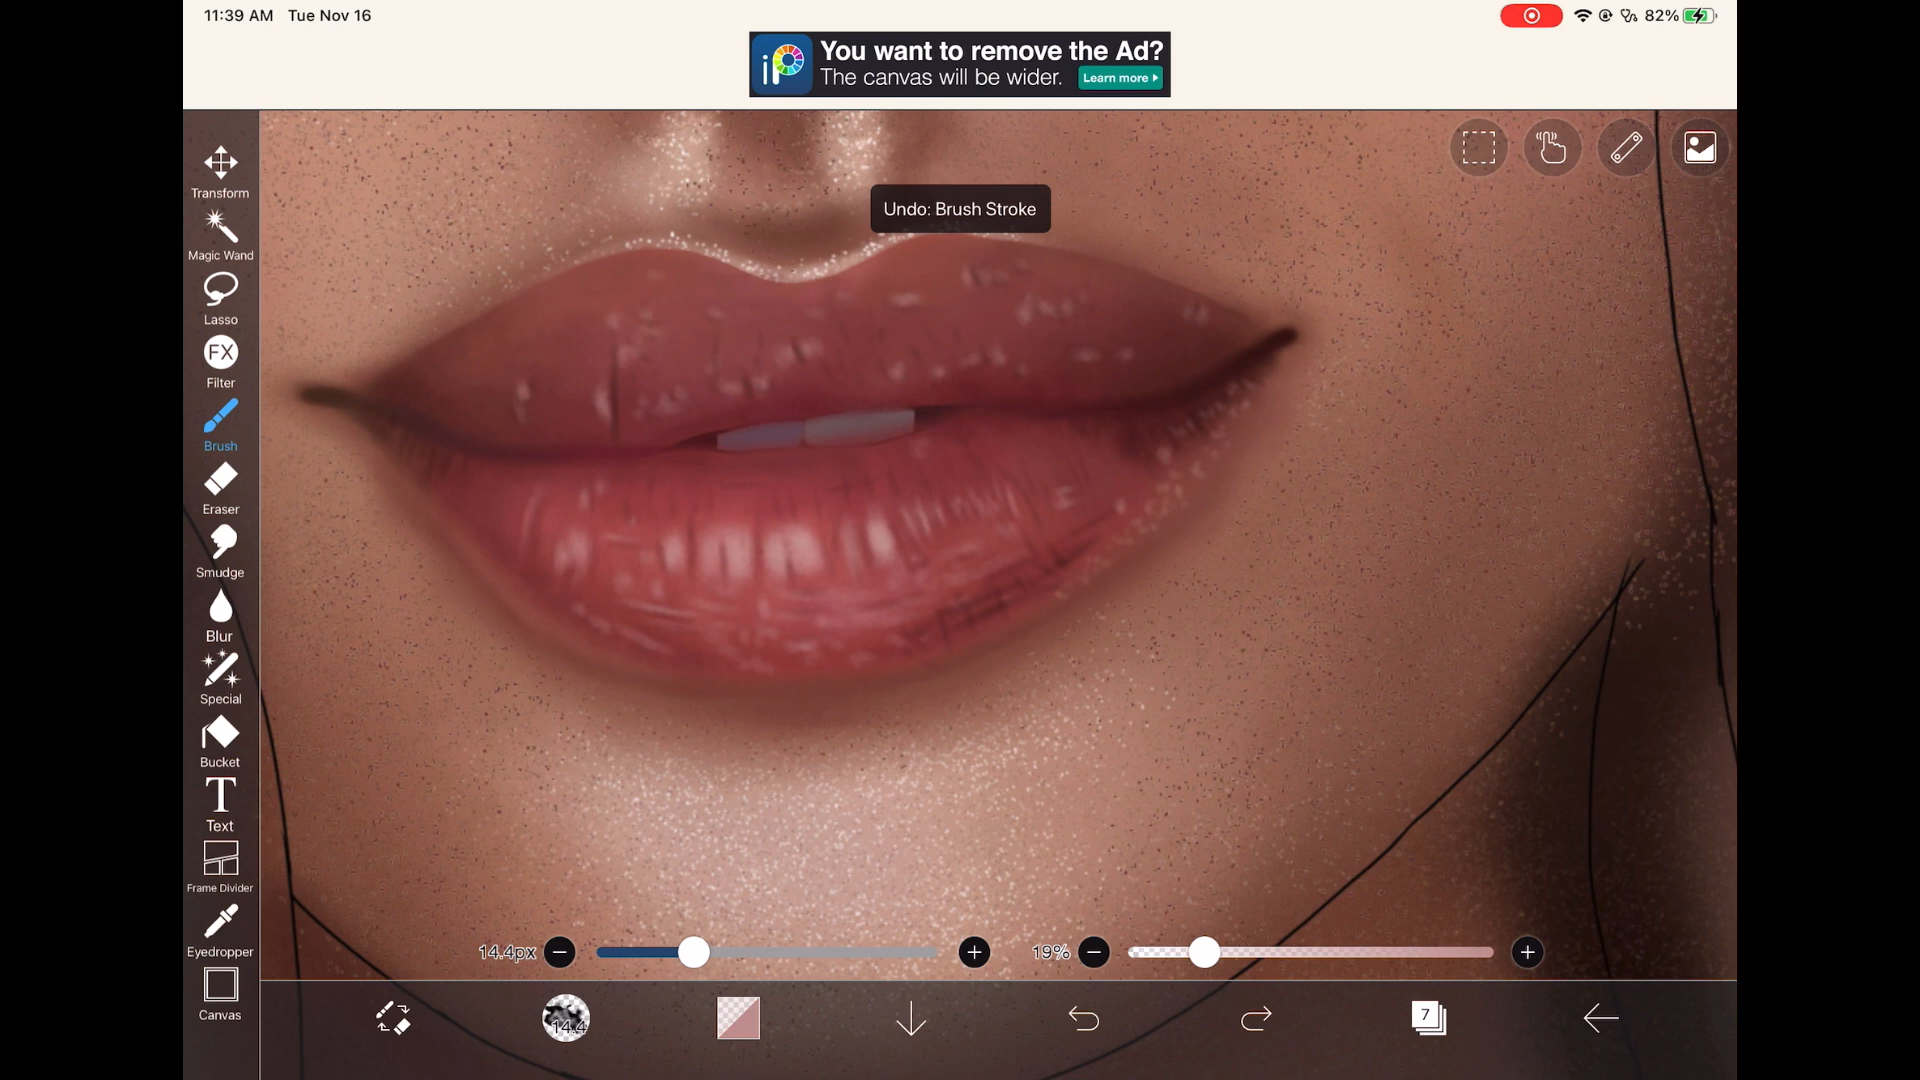 11:39 AM Tue Nov 16
82%
iP
You want to remove the Ad?
The canvas will be wider.
Learn more
Undo: Brush Stroke
Transform
Magic Wand
Lasso
FX
Filter
Brush
Eraser
Smudge
Blur
Special
Bucket
T
Text
Frame Divider
Eyedropper
Canvas
14.4px
19%
14.4
7